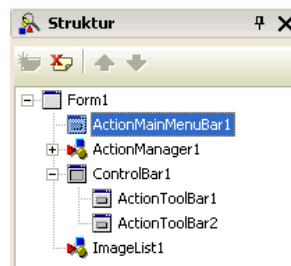 Struktur
Form1
ActionMainMenuBar1
ActionManager1
ControlBar1
ActionToolBar1
ActionToolBar2
ImageList1